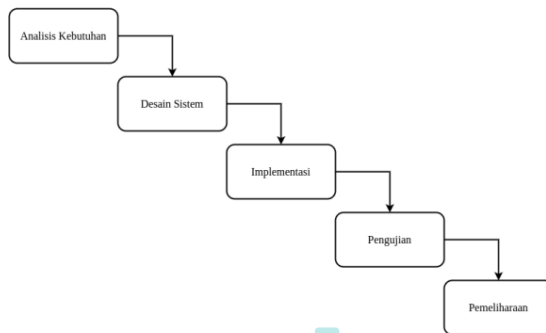 Analisis Kebutuhan
Desain Sistem
Implementasi
Pengujian
Pemeliharaan